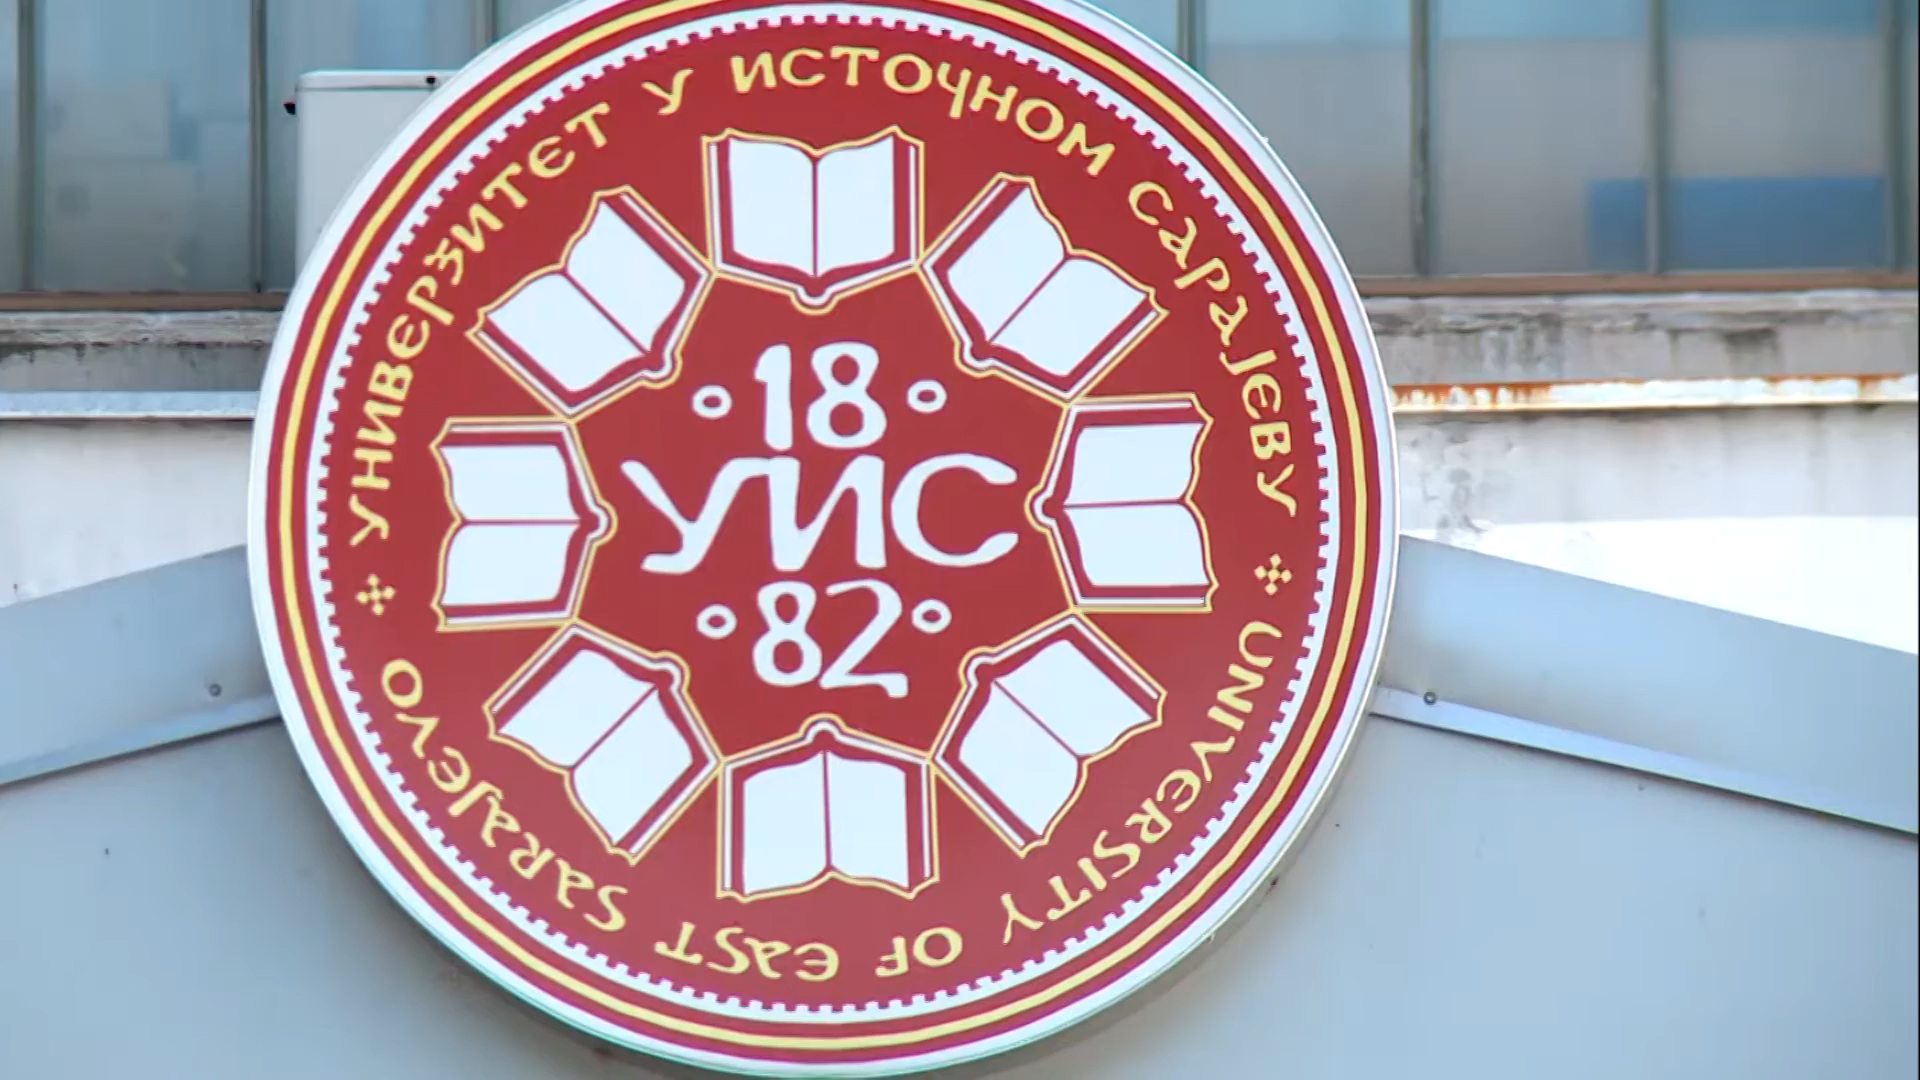 УНИВЕРЗИТЕТ У ИСТОЧНОМ САРАЈЕВУ
UNIVERSITY OF EAST SARAJEVO
18
УИС
82